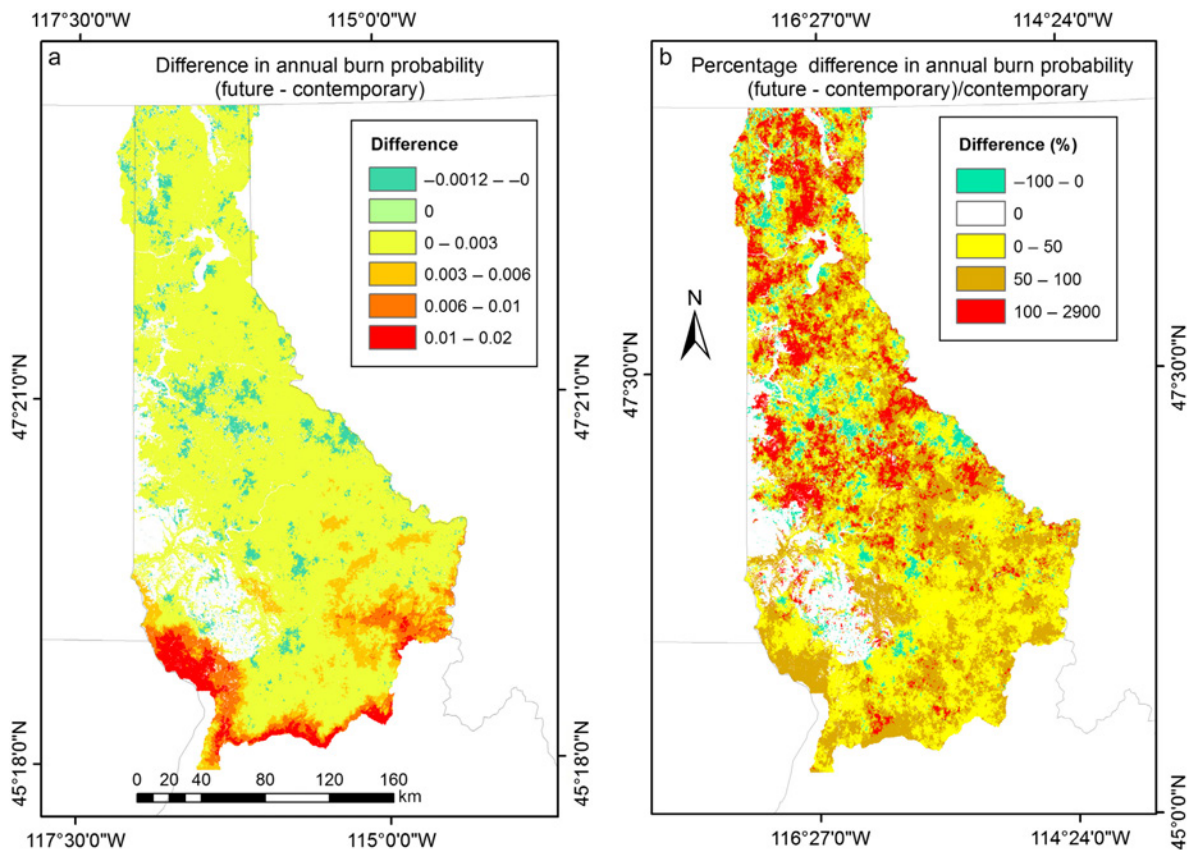 117°30'0"W
115°0'0"W
116°27'0"W
114°24'0"W
a
Difference in annual burn probability
(future - contemporary)
Difference
–0.0012 – –0
0
0 – 0.003
0.003 – 0.006
0.006 – 0.01
0.01 – 0.02
47°21'0"N
47°21'0"N
45°18'0"N
45°18'0"N
0 20 40 80 120 160
km
117°30'0"W
115°0'0"W
b
Percentage difference in annual burn probability
(future - contemporary)/contemporary
Difference (%)
–100 – 0
0
0 – 50
50 – 100
100 – 2900
N
47°30'0"N
47°30'0"N
45°0'0"N
116°27'0"W
114°24'0"W